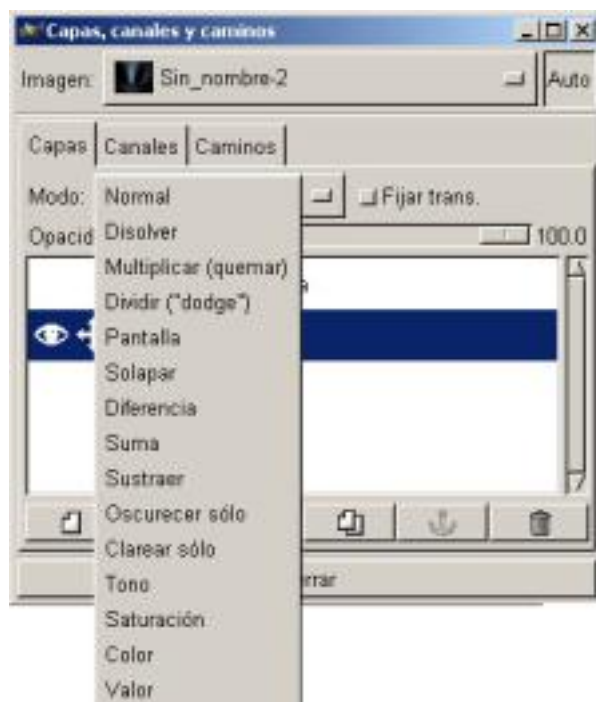 Capas, canales y caminos
Imagen: Sin_nombre-2 Auto
Capas Canales Caminos
Modo: Fijar trans.
Opacid 100.0
Normal
Disolver
Multiplicar (quemar)
Dividir ("dodge")
Pantalla
Solapar
Diferencia
Suma
Sustraer
Oscurecer sólo
Clarear sólo
Tono
Saturación
Color
Valor
rrar